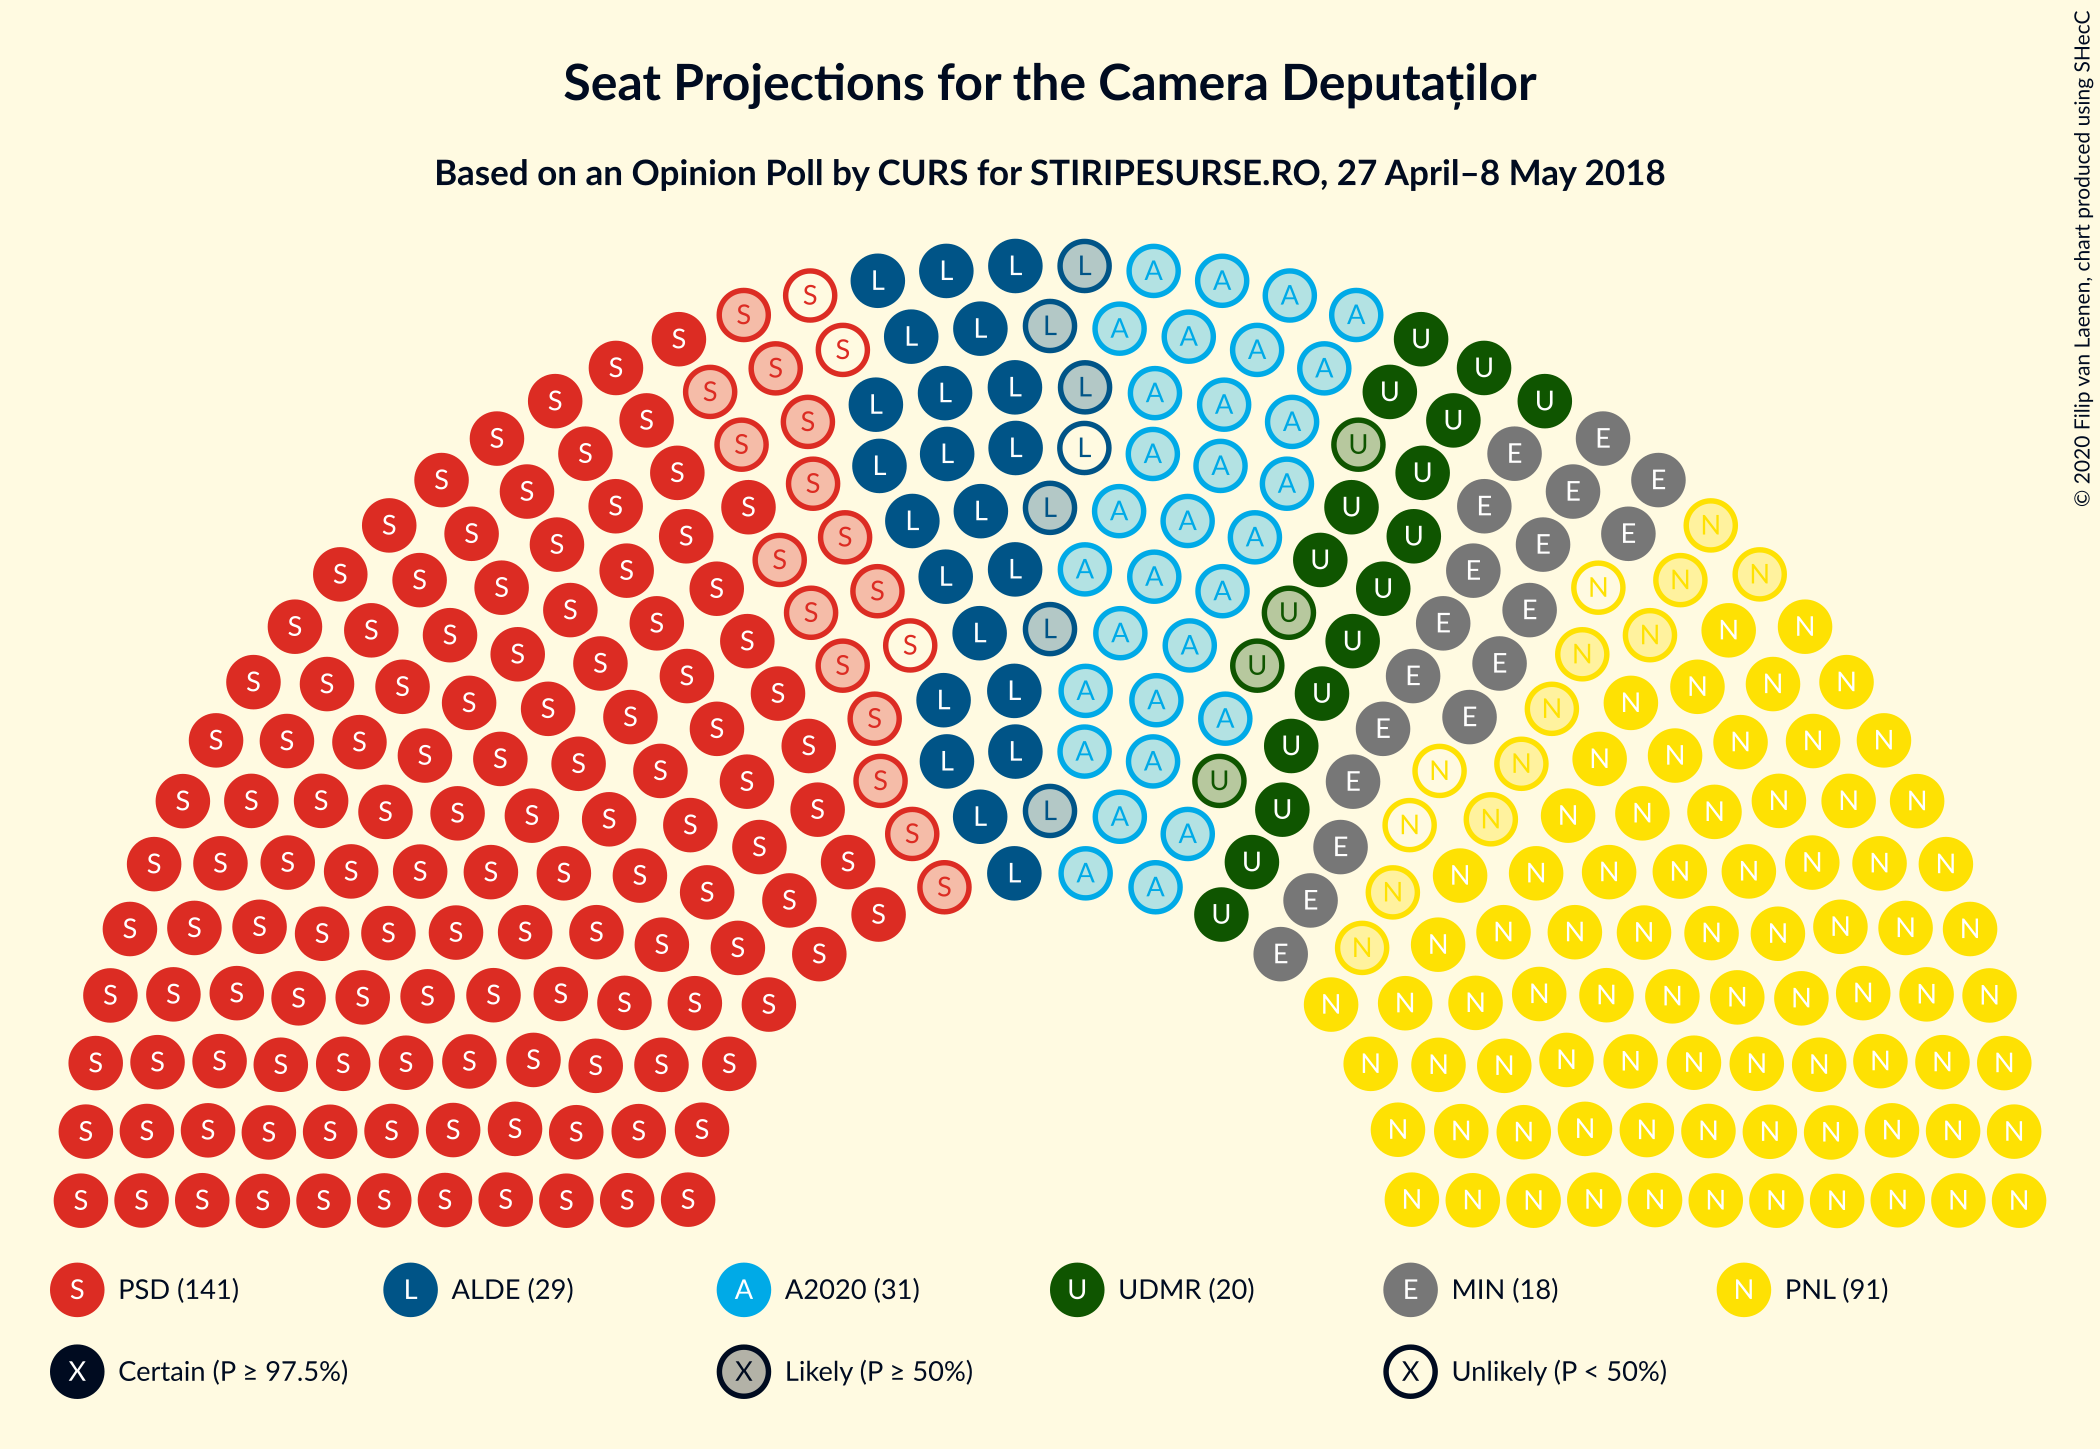 Seat Projections for the Camera Deputaților
Based on an Opinion Poll by CURS for STIRIPESURSE.RO, 27 April–8 May 2018
© 2020 Filip van Laenen, chart produced using SHecC
S PSD (141) L ALDE (29) A A2020 (31) U UDMR (20) E MIN (18) N PNL (91)
X Certain (P ≥ 97.5%) X Likely (P ≥ 50%) X Unlikely (P < 50%)